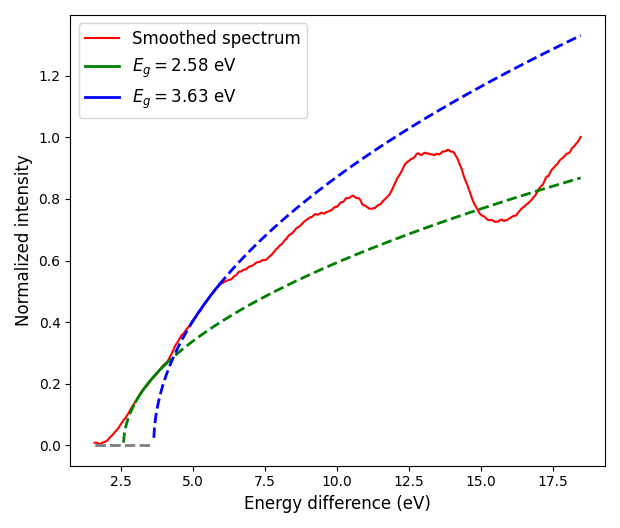 Smoothed spectrum
E_g = 2.58 eV
E_g = 3.63 eV
Normalized intensity
1.2
1.0
0.8
0.6
0.4
0.2
0.0
2.5 5.0 7.5 10.0 12.5 15.0 17.5
Energy difference (eV)